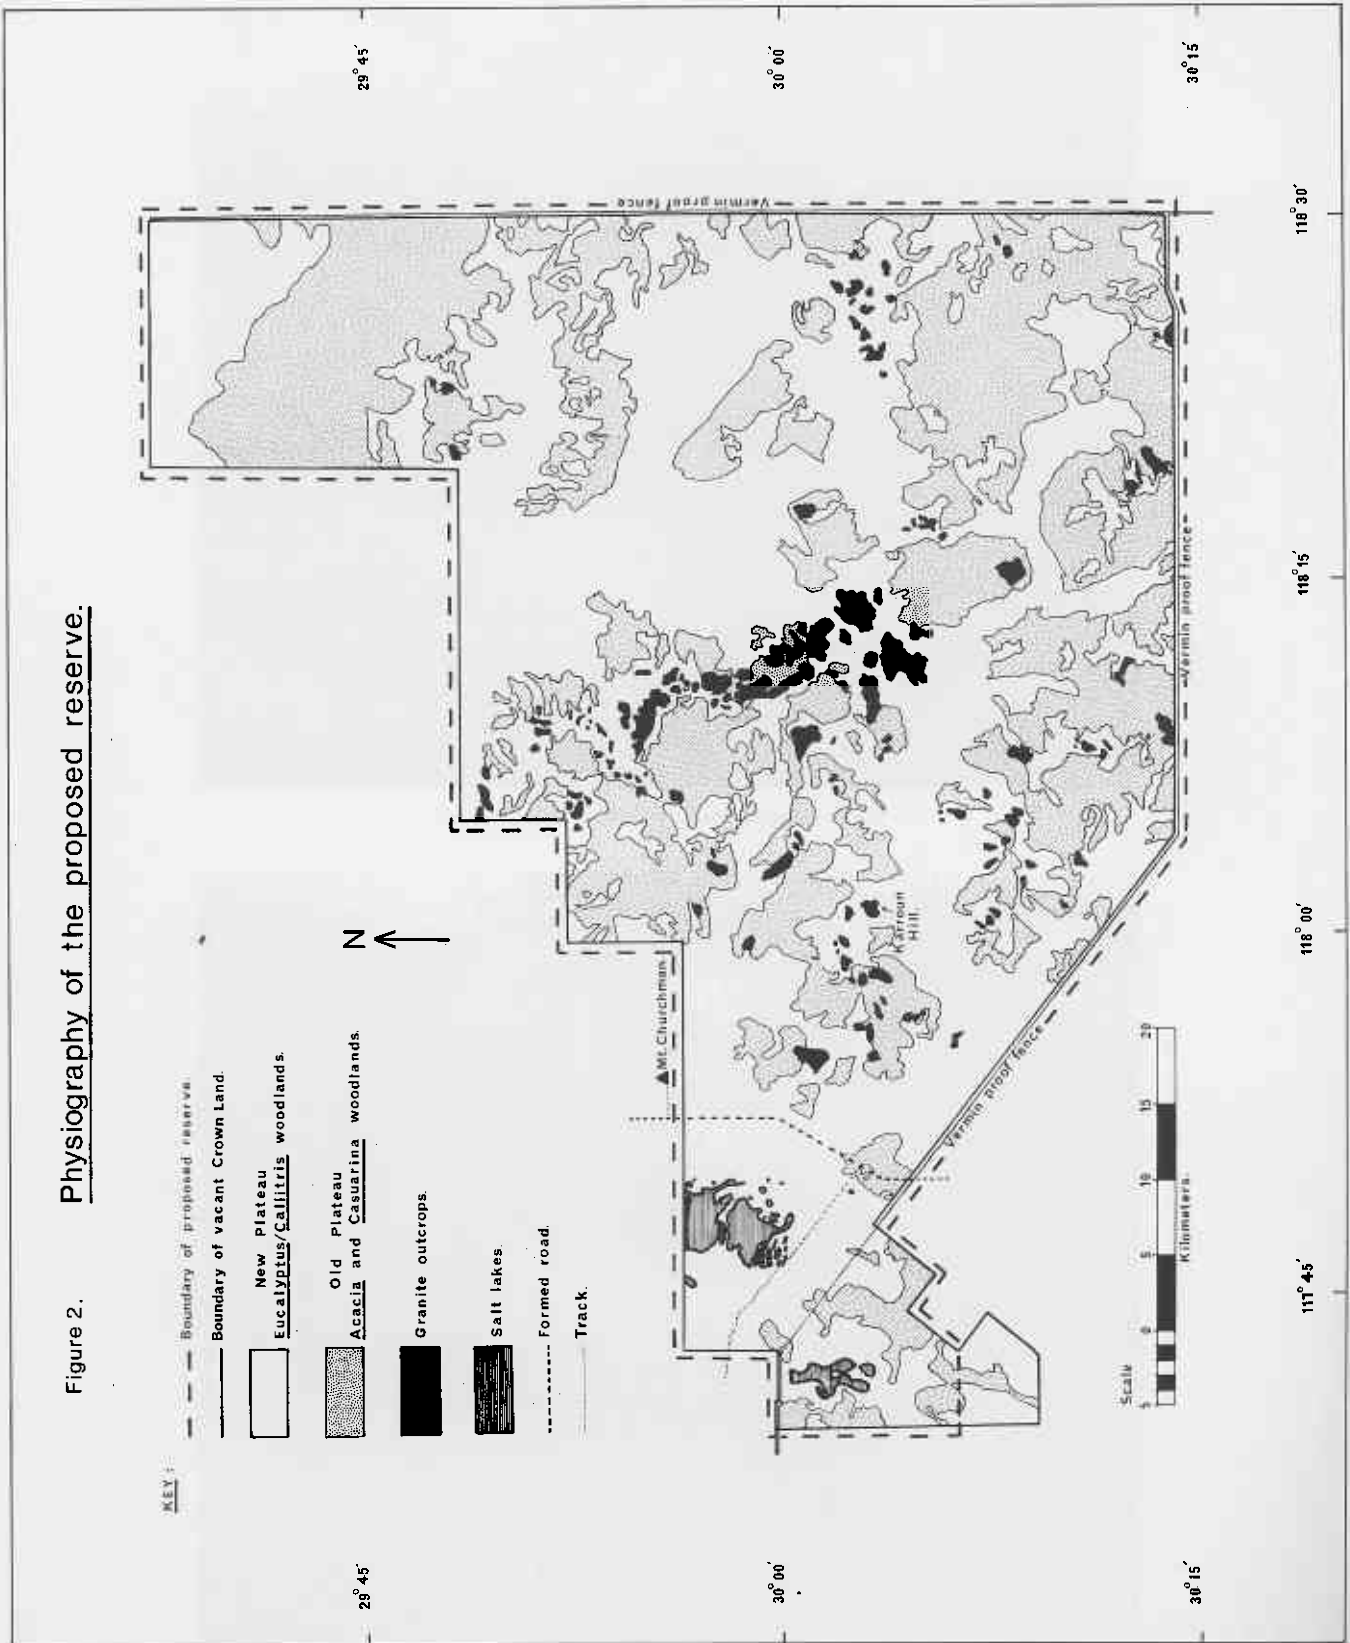 Figure 2. Physiography of the proposed reserve.
KEY:
Boundary of proposed reserve.
Boundary of vacant Crown Land.
New Plateau
Eucalyptus/Callitris woodlands.
Old Plateau
Acacia and Casuarina woodlands.
Granite outcrops.
Salt lakes.
Formed road.
Track.
N
Mt. Churchman
Karroun
Hill.
Vermin proof fence
Vermin proof fence
Vermin proof fence
29° 45'
30° 00'
30° 15'
29° 45'
30° 00'
30° 15'
117° 45'
118° 00'
118° 15'
118° 30'
Scale
5 0 5 10 15 20
Kilometers.